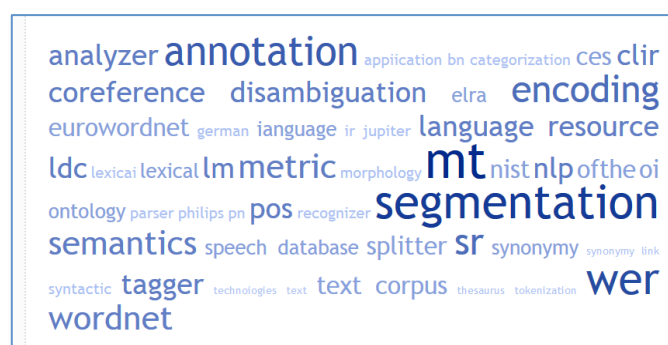 analyzer annotation appiication bn categorization ces clir
coreference disambiguation elra encoding
eurowordnet german ianguage ir jupiter language resource
ldc lexicai lexical lm metric morphology mt nist nlp ofthe oi
ontology parser philips pn pos recognizer segmentation
semantics speech database splitter sr synonymy synonymy link
syntactic tagger technologies text text corpus thesaurus tokenization wer
wordnet